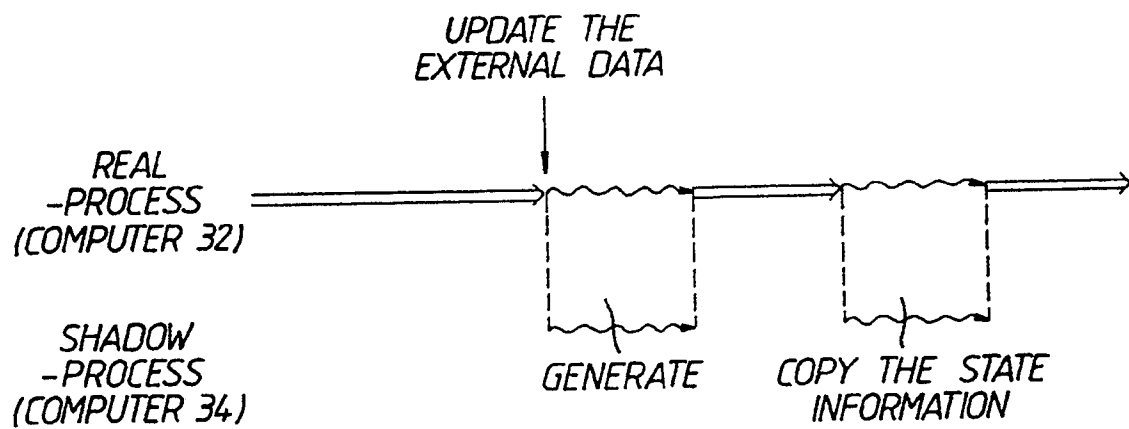 UPDATE THE
EXTERNAL DATA
REAL
-PROCESS
(COMPUTER 32)
SHADOW
-PROCESS
(COMPUTER 34)
GENERATE
COPY THE STATE
INFORMATION